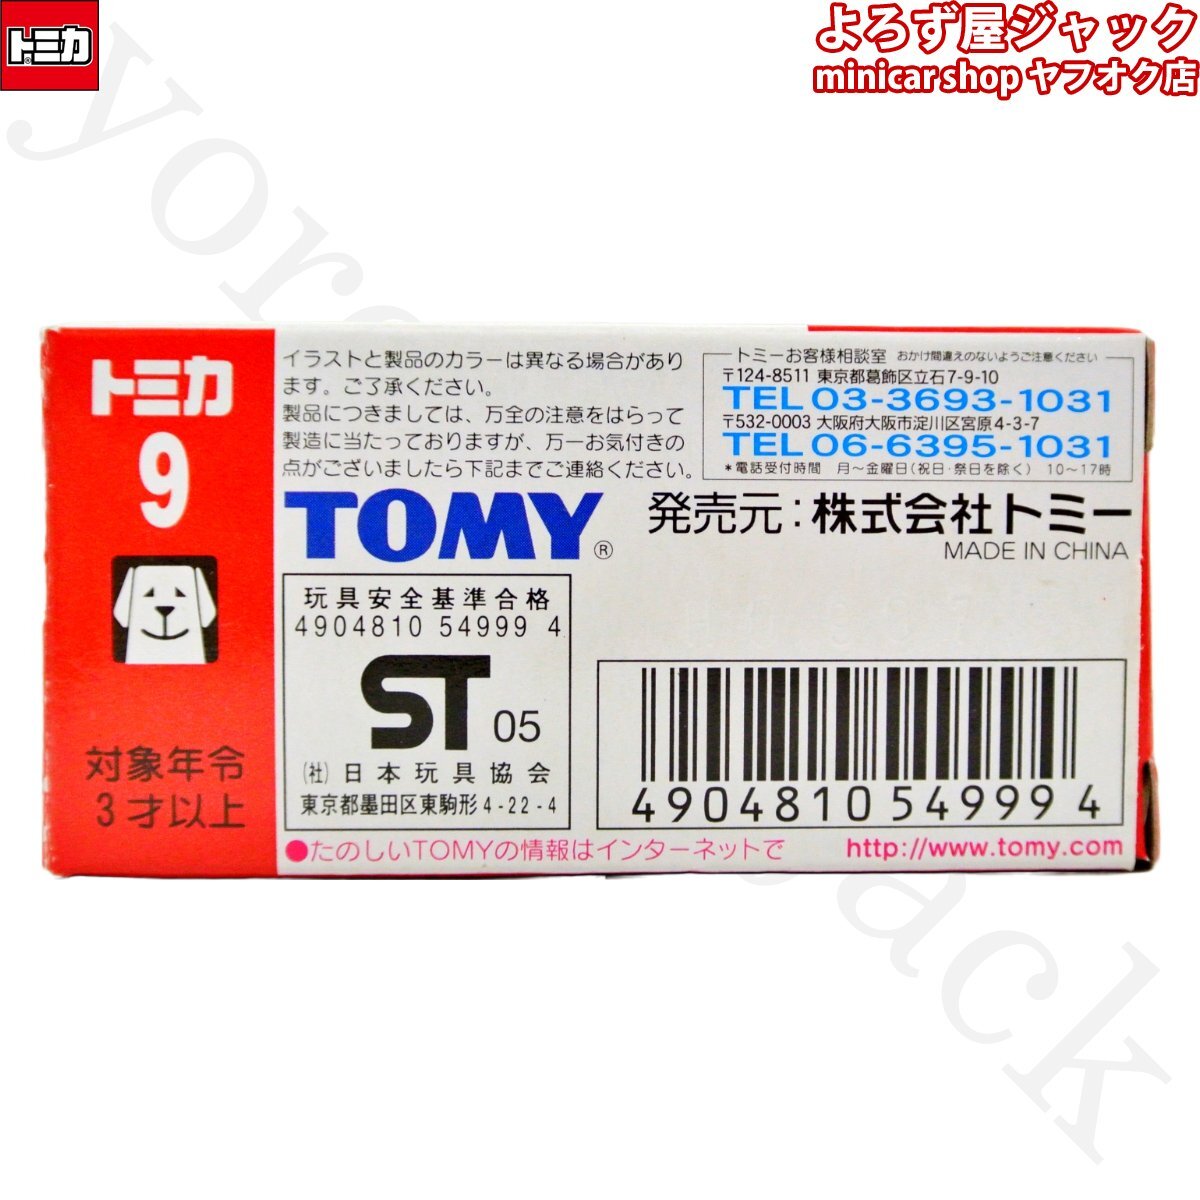 トミカ
よろず屋ジャック
minicar shop ヤフオク店
トミカ
9
対象年令
3才以上
イラストと製品のカラーは異なる場合があり
ます。ご了承ください。
製品につきましては、万全の注意をはらって
製造に当たっておりますが、万一お気付きの
点がございましたら下記までご連絡ください。
トミーお客様相談室 おかけ間違えのないようご注意ください
〒124-8511 東京都葛飾区立石7-9-10
TEL 03-3693-1031
〒532-0003 大阪府大阪市淀川区宮原4-3-7
TEL 06-6395-1031
*電話受付時間 月〜金曜日(祝日・祭日を除く) 10〜17時
TOMY®
発売元:株式会社トミー
MADE IN CHINA
玩具安全基準合格
4904810 54999 4
ST 05
(社)日本玩具協会
東京都墨田区東駒形4-22-4
4904810549994
●たのしいTOMYの情報はインターネットで http://www.tomy.com